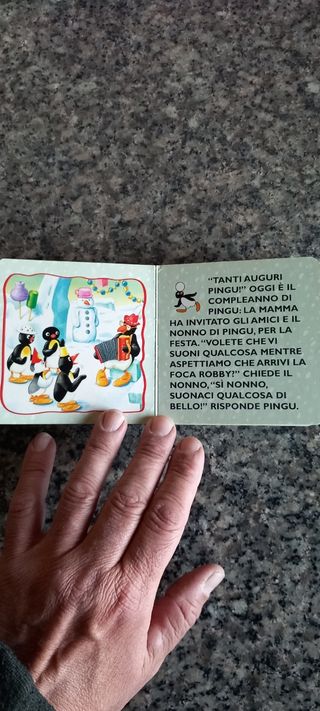 "TANTI AUGURI
PINGU!" OGGI È IL
COMPLEANNO DI
PINGU: LA MAMMA
HA INVITATO GLI AMICI E IL
NONNO DI PINGU, PER LA
FESTA. "VOLETE CHE VI
SUONI QUALCOSA MENTRE
ASPETTIAMO CHE ARRIVI LA
FOCA ROBBY?" CHIEDE IL
NONNO, "SÌ NONNO,
SUONACI QUALCOSA DI
BELLO!" RISPONDE PINGU.